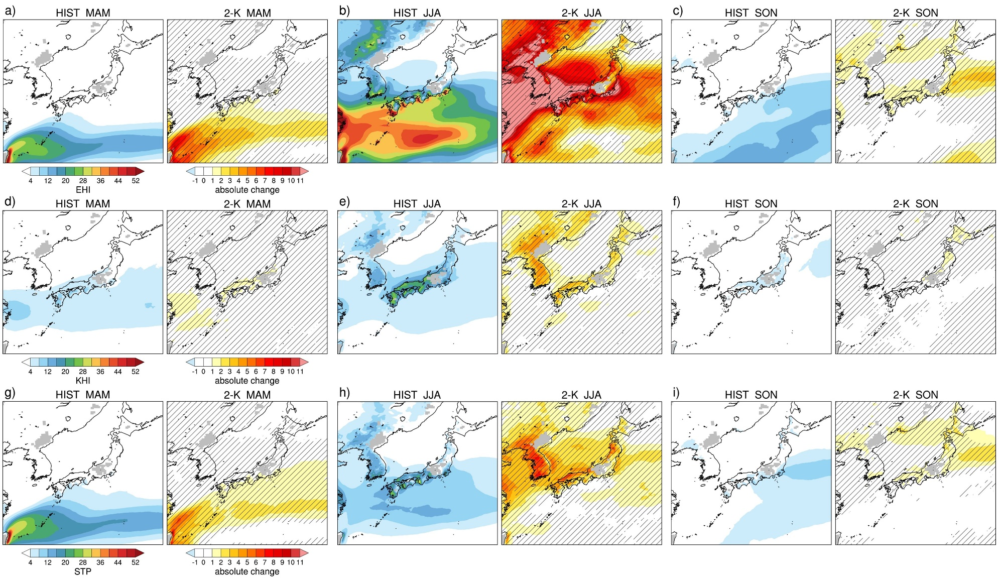 a) HIST MAM 2-K MAM b) HIST JJA 2-K JJA c) HIST SON 2-K SON
4 12 20 28 36 44 52 -1 0 1 2 3 4 5 6 7 8 9 10 11
EHI absolute change
d) HIST MAM 2-K MAM e) HIST JJA 2-K JJA f) HIST SON 2-K SON
4 12 20 28 36 44 52 -1 0 1 2 3 4 5 6 7 8 9 10 11
KHI absolute change
g) HIST MAM 2-K MAM h) HIST JJA 2-K JJA i) HIST SON 2-K SON
4 12 20 28 36 44 52 -1 0 1 2 3 4 5 6 7 8 9 10 11
STP absolute change